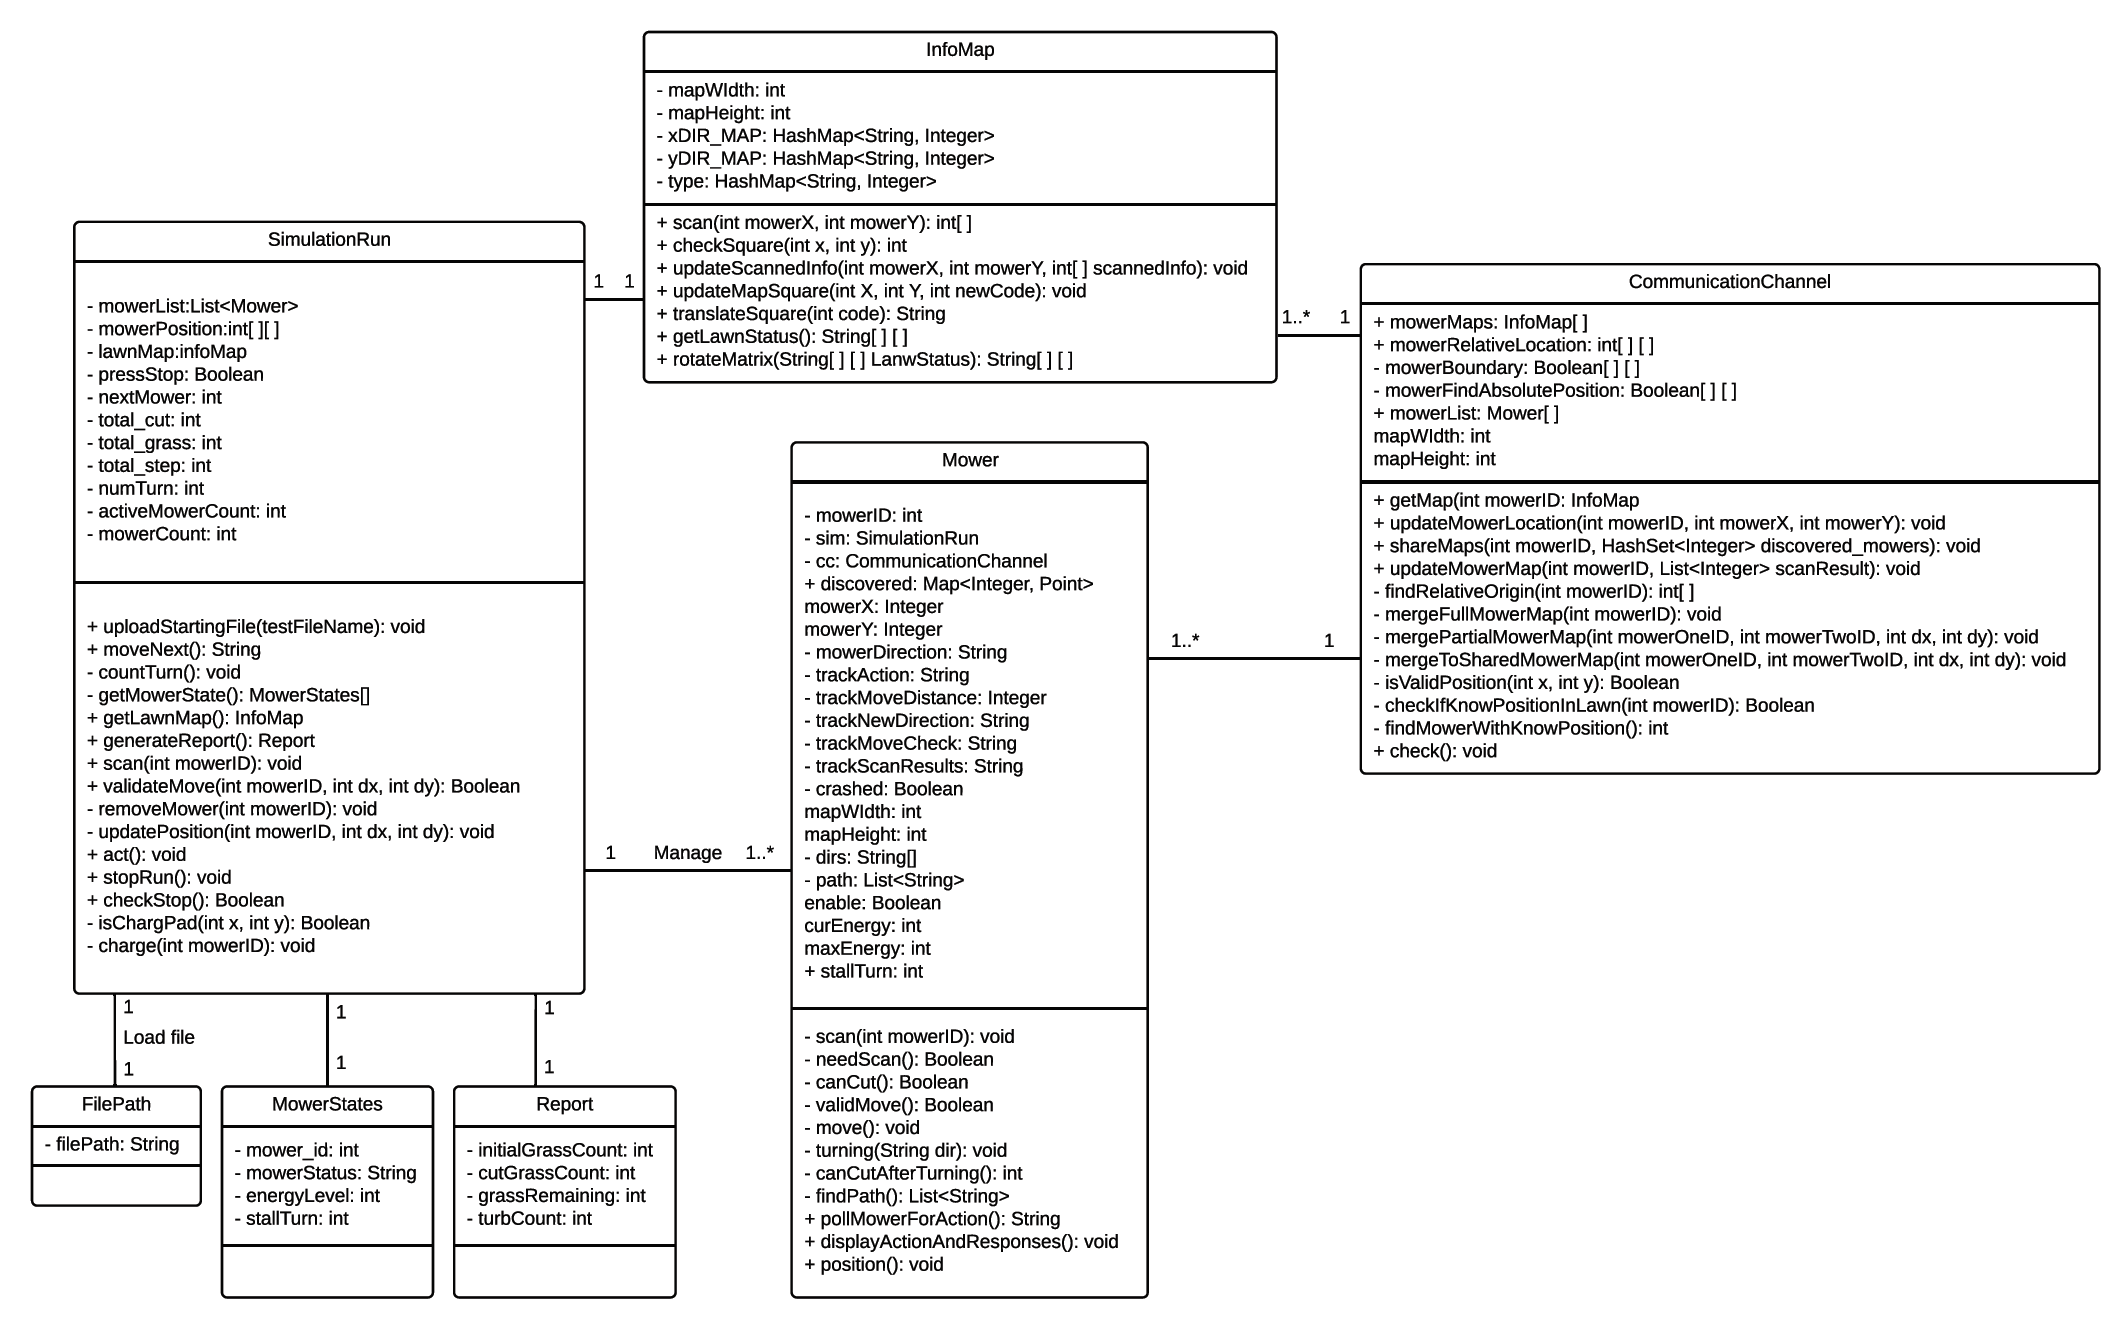 InfoMap
- mapWIdth: int
- mapHeight: int
- xDIR_MAP: HashMap<String, Integer>
- yDIR_MAP: HashMap<String, Integer>
- type: HashMap<String, Integer>
+ scan(int mowerX, int mowerY): int[ ]
+ checkSquare(int x, int y): int
+ updateScannedInfo(int mowerX, int mowerY, int[ ] scannedInfo): void
+ updateMapSquare(int X, int Y, int newCode): void
+ translateSquare(int code): String
+ getLawnStatus(): String[ ] [ ]
+ rotateMatrix(String[ ] [ ] LanwStatus): String[ ] [ ]
SimulationRun
- mowerList:List<Mower>
- mowerPosition:int[ ][ ]
- lawnMap:infoMap
- pressStop: Boolean
- nextMower: int
- total_cut: int
- total_grass: int
- total_step: int
- numTurn: int
- activeMowerCount: int
- mowerCount: int
+ uploadStartingFile(testFileName): void
+ moveNext(): String
- countTurn(): void
- getMowerState(): MowerStates[]
+ getLawnMap(): InfoMap
+ generateReport(): Report
+ scan(int mowerID): void
+ validateMove(int mowerID, int dx, int dy): Boolean
- removeMower(int mowerID): void
- updatePosition(int mowerID, int dx, int dy): void
+ act(): void
+ stopRun(): void
+ checkStop(): Boolean
- isChargPad(int x, int y): Boolean
- charge(int mowerID): void
1 1
1..* 1
CommunicationChannel
+ mowerMaps: InfoMap[ ]
+ mowerRelativeLocation: int[ ] [ ]
- mowerBoundary: Boolean[ ] [ ]
- mowerFindAbsolutePosition: Boolean[ ] [ ]
+ mowerList: Mower[ ]
mapWIdth: int
mapHeight: int
+ getMap(int mowerID: InfoMap
+ updateMowerLocation(int mowerID, int mowerX, int mowerY): void
+ shareMaps(int mowerID, HashSet<Integer> discovered_mowers): void
+ updateMowerMap(int mowerID, List<Integer> scanResult): void
- findRelativeOrigin(int mowerID): int[ ]
- mergeFullMowerMap(int mowerID): void
- mergePartialMowerMap(int mowerOneID, int mowerTwoID, int dx, int dy): void
- mergeToSharedMowerMap(int mowerOneID, int mowerTwoID, int dx, int dy): void
- isValidPosition(int x, int y): Boolean
- checkIfKnowPositionInLawn(int mowerID): Boolean
- findMowerWithKnowPosition(): int
+ check(): void
Mower
- mowerID: int
- sim: SimulationRun
- cc: CommunicationChannel
+ discovered: Map<Integer, Point>
mowerX: Integer
mowerY: Integer
- mowerDirection: String
- trackAction: String
- trackMoveDistance: Integer
- trackNewDirection: String
- trackMoveCheck: String
- trackScanResults: String
- crashed: Boolean
mapWIdth: int
mapHeight: int
- dirs: String[]
- path: List<String>
enable: Boolean
curEnergy: int
maxEnergy: int
+ stallTurn: int
- scan(int mowerID): void
- needScan(): Boolean
- canCut(): Boolean
- validMove(): Boolean
- move(): void
- turning(String dir): void
- canCutAfterTurning(): int
- findPath(): List<String>
+ pollMowerForAction(): String
+ displayActionAndResponses(): void
+ position(): void
1..* 1
1 Manage 1..*
1
Load file
1
1
1
1
1
FilePath
- filePath: String
MowerStates
- mower_id: int
- mowerStatus: String
- energyLevel: int
- stallTurn: int
Report
- initialGrassCount: int
- cutGrassCount: int
- grassRemaining: int
- turbCount: int